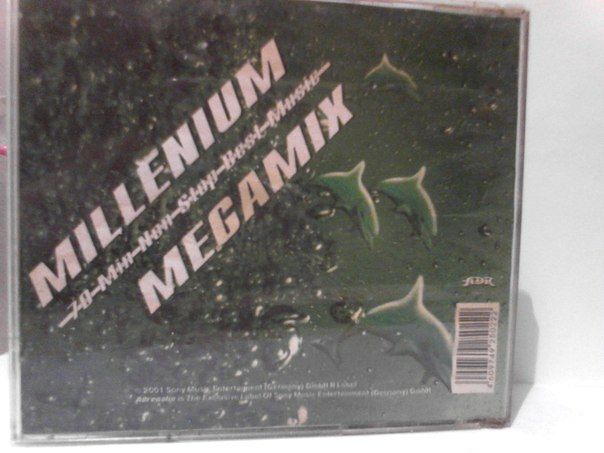 MILLENIUM
70 Min Non Stop Best Music
MEGAMIX
ADR
© 2001 Sony Music Entertainment (Germany) GmbH R Label
Adrenalin is The Exclusive Label Of Sony Music Entertainment (Germany) GmbH